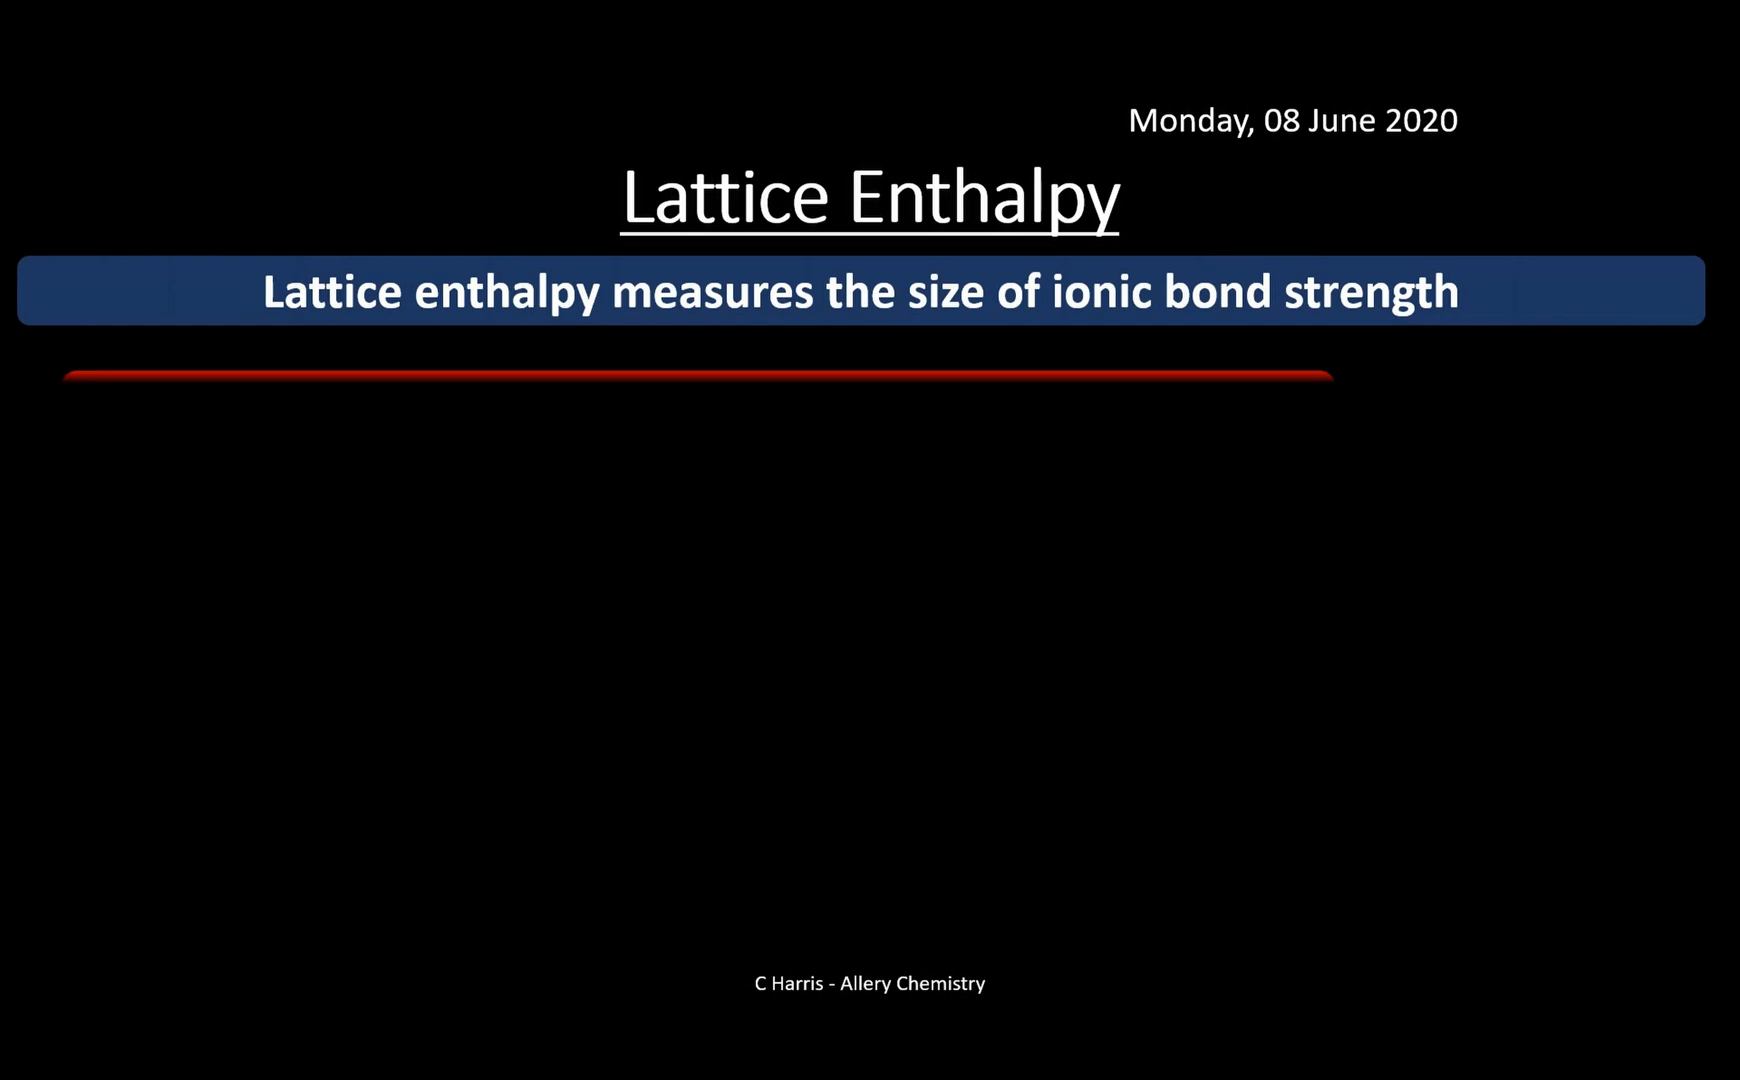 Monday, 08 June 2020
Lattice Enthalpy
Lattice enthalpy measures the size of ionic bond strength
C Harris - Allery Chemistry